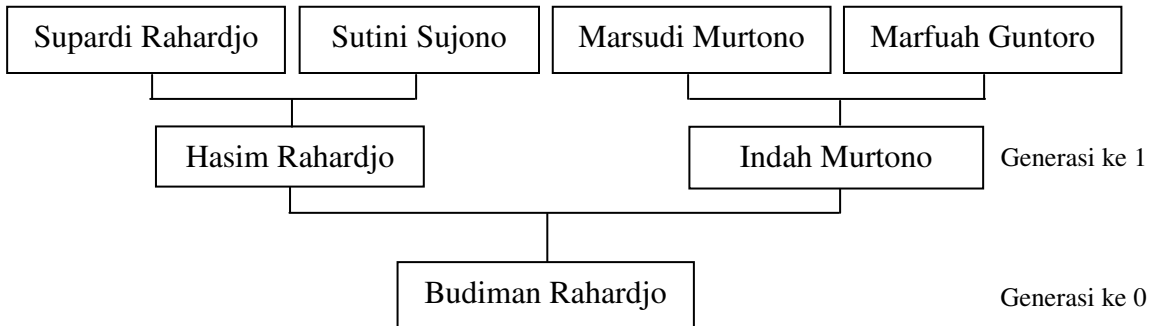 Supardi Rahardjo Sutini Sujono Marsudi Murtono Marfuah Guntoro
Hasim Rahardjo Indah Murtono Generasi ke 1
Budiman Rahardjo Generasi ke 0